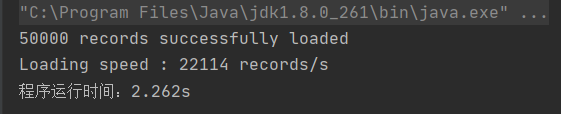 "C:\Program Files\Java\jdk1.8.0_261\bin\java.exe" ...
50000 records successfully loaded
Loading speed : 22114 records/s
程序运行时间：2.262s